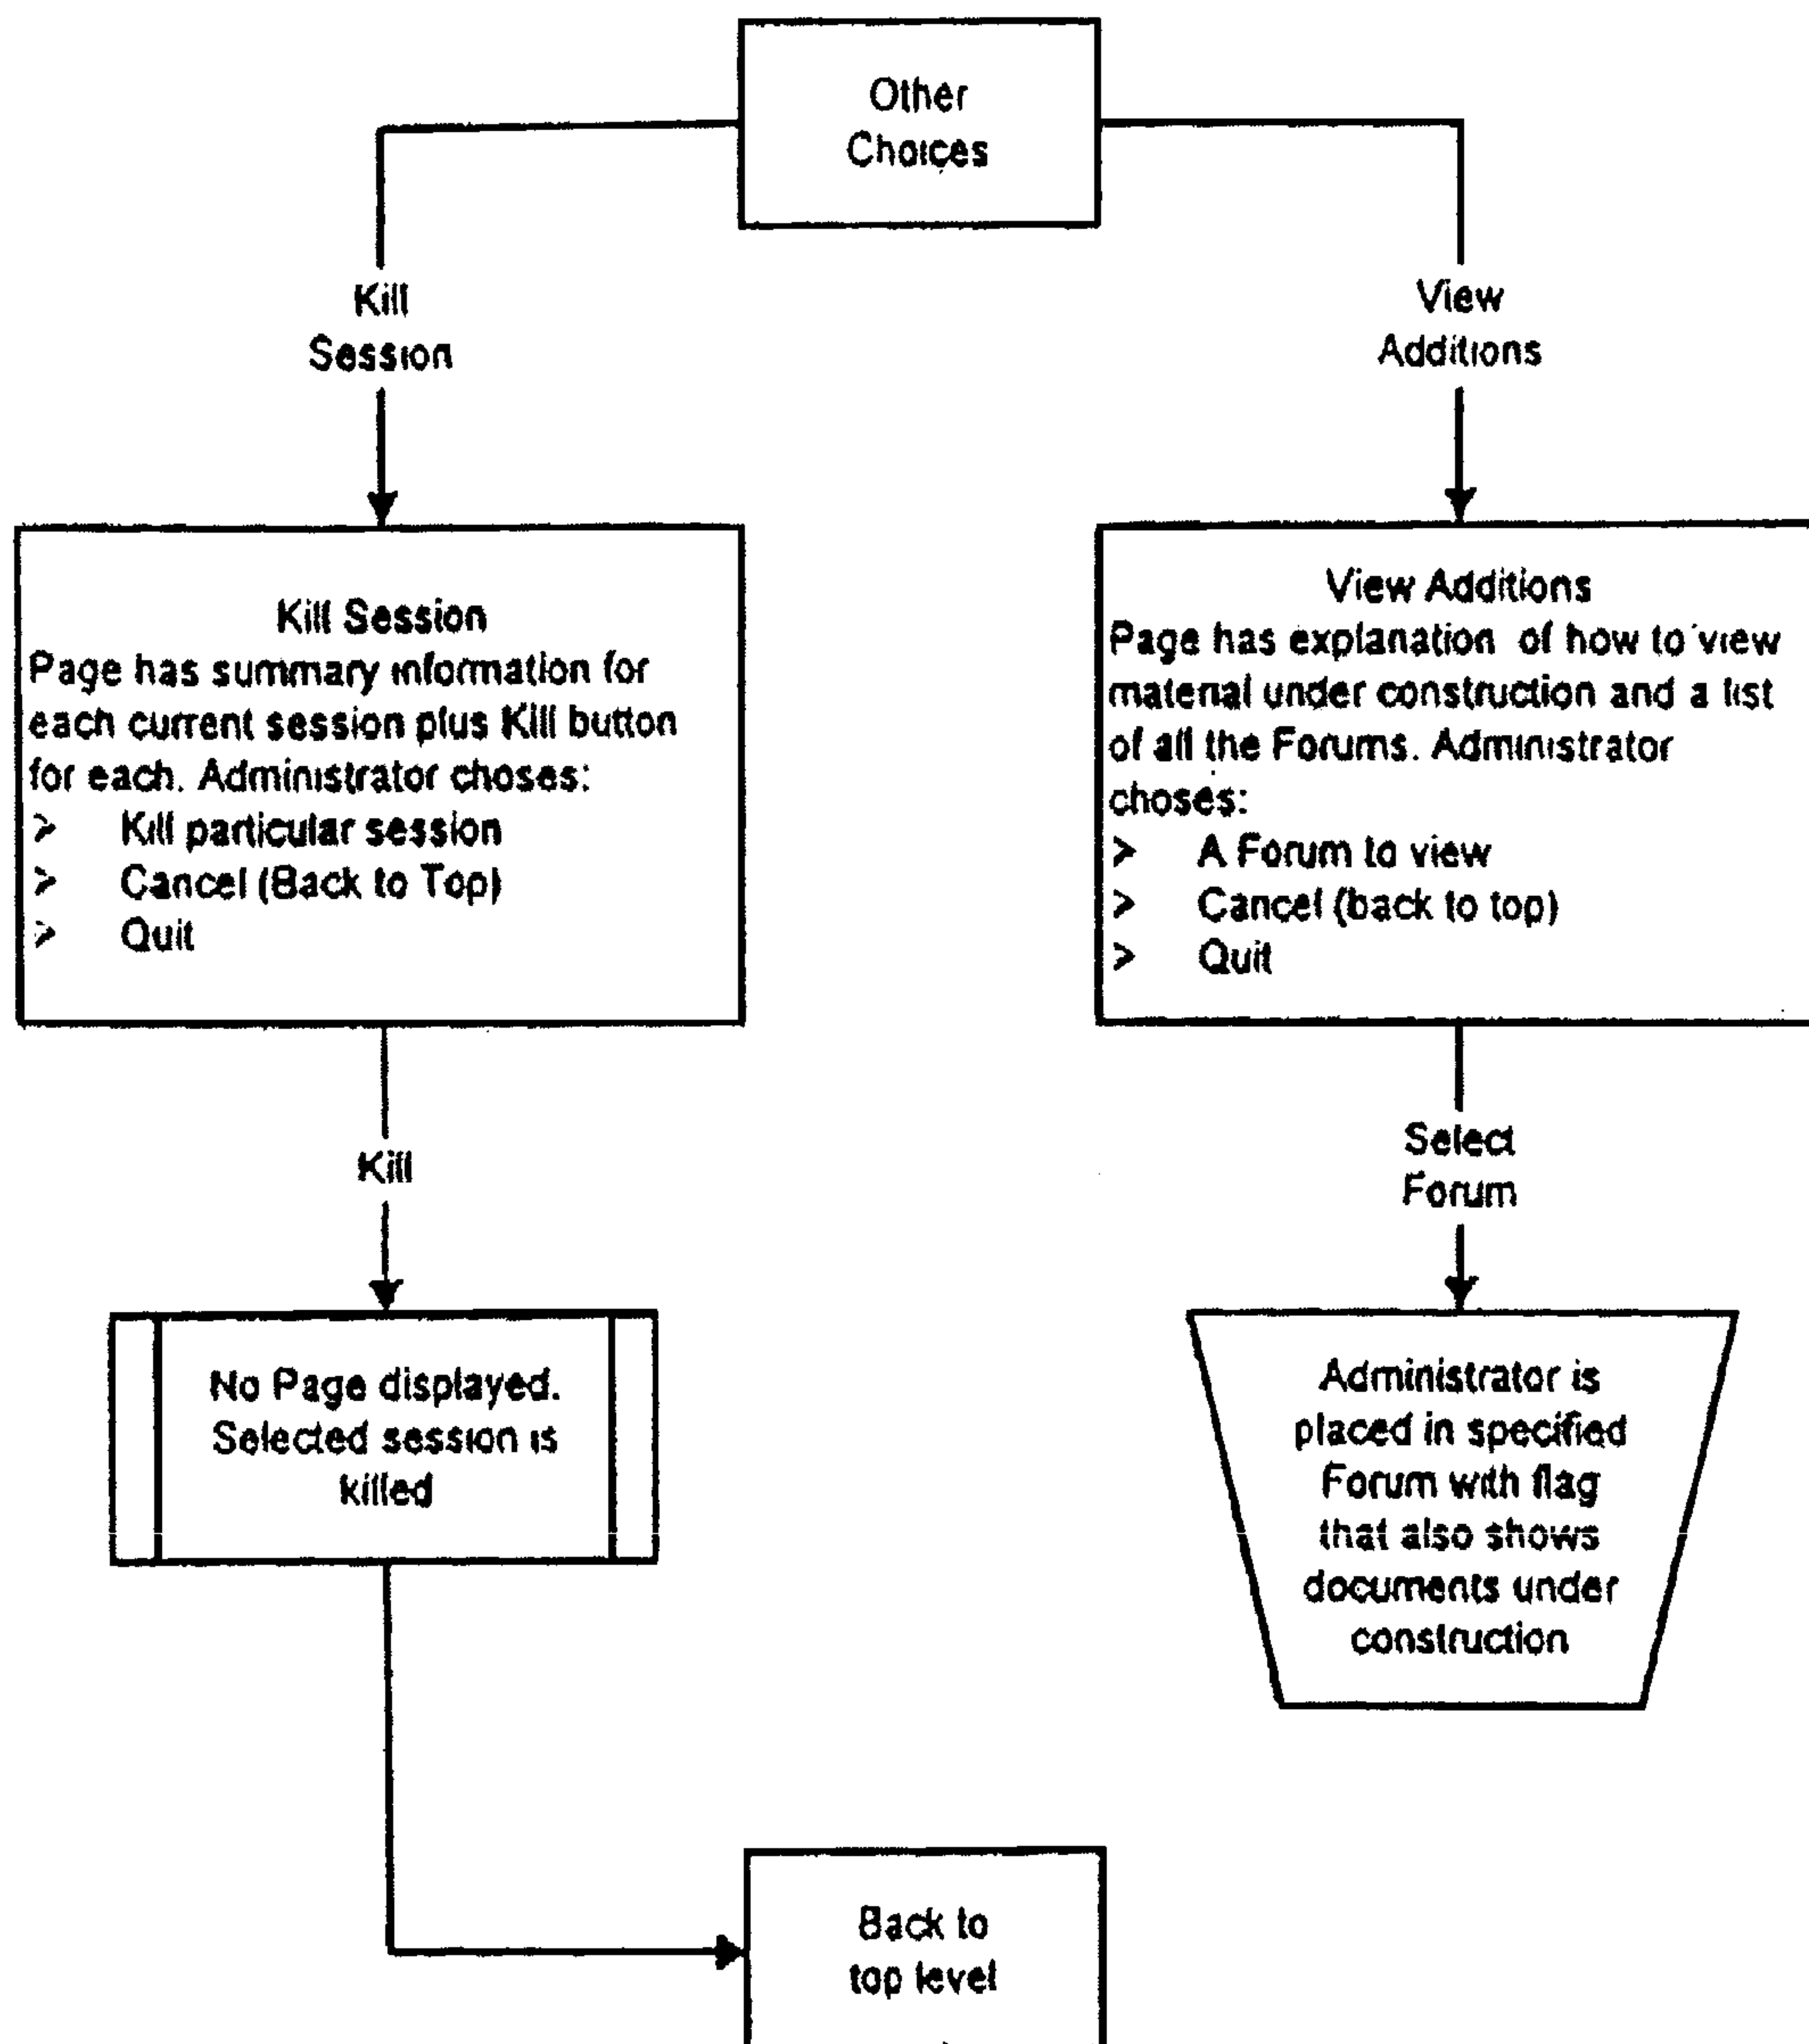 Other
Choices
Kill
Session
View
Additions
Kill Session
Page has summary information for
each current session plus Kill button
for each. Administrator choses:
> Kill particular session
> Cancel (Back to Top)
> Quit
View Additions
Page has explanation of how to view
material under construction and a list
of all the Forums. Administrator
choses:
> A Forum to view
> Cancel (back to top)
> Quit
Kill
Select
Forum
No Page displayed.
Selected session is
killed
Administrator is
placed in specified
Forum with flag
that also shows
documents under
construction
Back to
top level